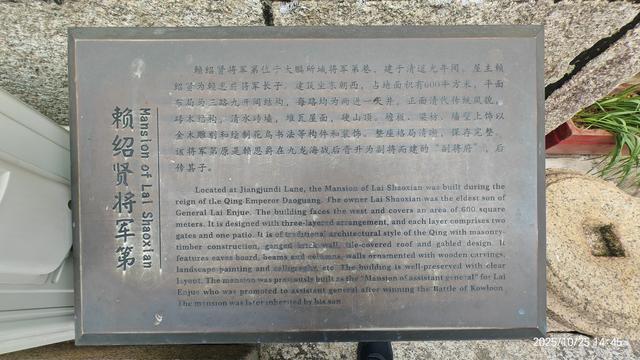 赖绍贤将军第
Mansion of Lai Shaoxian
赖绍贤将军第位于大鹏所城将军第巷,建于清道光年间。屋主赖
绍贤为赖恩爵将军长子。建筑坐东朝西,占地面积有600平方米,平面
布局为三路九开间结构,每路均为两进一天井。正面清代传统风貌,
砖木结构,清水砖墙,堆瓦屋面,硬山顶。檐板、梁枋、墙壁上饰以
金木雕刻和绘制花鸟书法等构件和装饰。整座格局清晰,保存完整。
该将军第原是赖恩爵在九龙海战后晋升为副将而建的“副将府”,后
传其子。
Located at Jiangjundi Lane, the Mansion of Lai Shaoxian was built during the
reign of the Qing Emperor Daoguang. The owner Lai Shaoxian was the eldest son of
General Lai Enjue. The building faces the west and covers an area of 600 square
meters. It is designed with three-layered arrangement, and each layer comprises two
gates and one patio. It is of traditional architectural style of the Qing with masonry-
timber construction, ganged brick wall, tile-covered roof and gabled design. It
features eaves board, beams and columns, walls ornamented with wooden carvings,
landscape painting and calligraphy, etc. The building is well-preserved with clear
layout. The mansion was previously built as the "Mansion of assistant general" for Lai
Enjue who was promoted to assistant general after winning the Battle of Kowloon.
The mansion was later inherited by his son.
2025/10/25 14:45